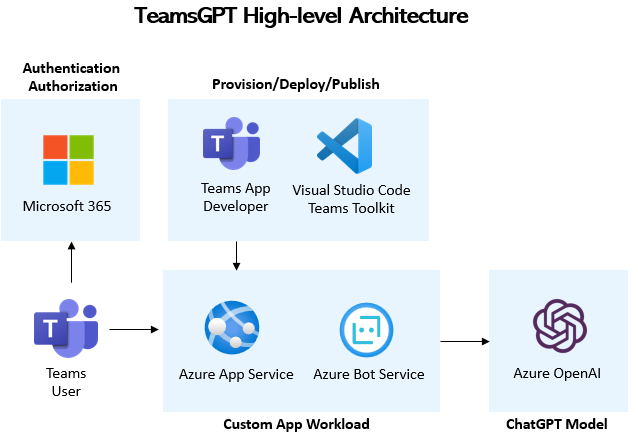 TeamsGPT High-level Architecture
Authentication
Authorization
Provision/Deploy/Publish
T
Teams App
Developer
Visual Studio Code
Teams Toolkit
Microsoft 365
T
Teams
User
Azure App Service
Azure Bot Service
Azure OpenAI
Custom App Workload
ChatGPT Model